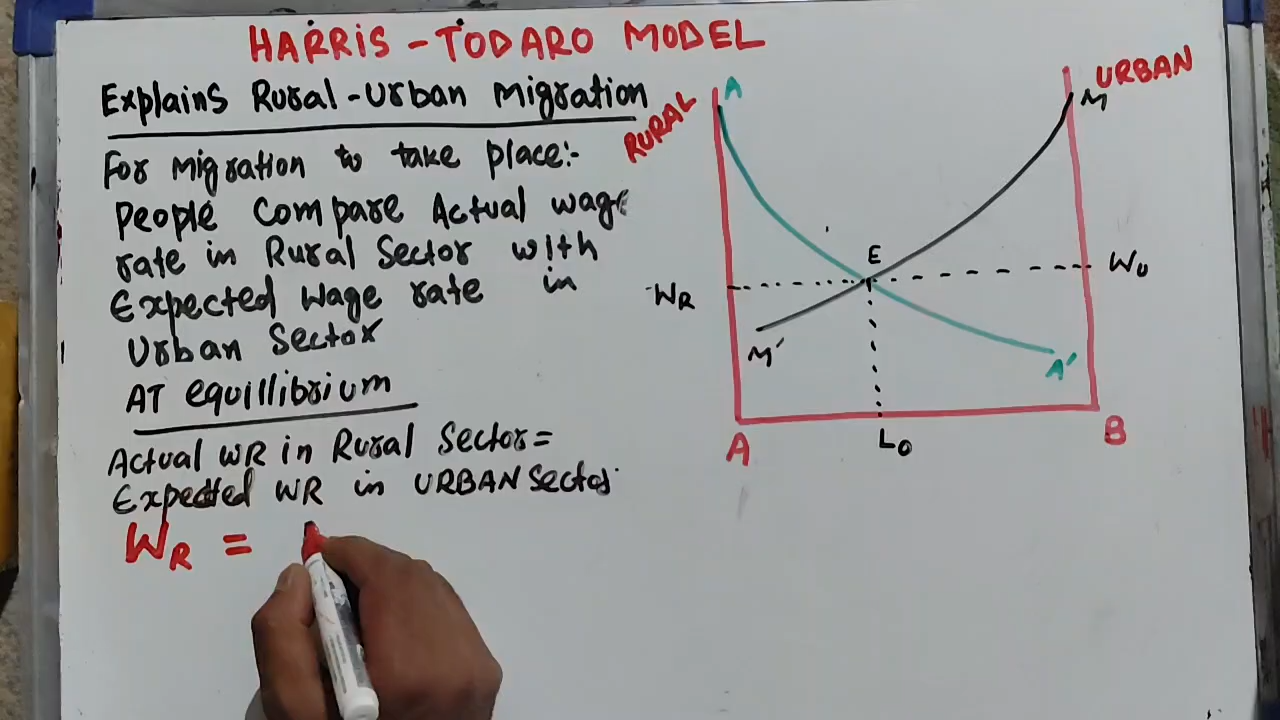 HARRIS-TODARO MODEL
Explains Rural-Urban Migration
For migration to take place:-
People Compare Actual wage
rate in Rural Sector with
Expected wage rate in
Urban Sector
AT equillibrium
Actual WR in Rural Sector=
Expected WR in URBAN Sector
WR =
RURAL
A
URBAN
M
E
WR
WU
M'
A'
A
L0
B